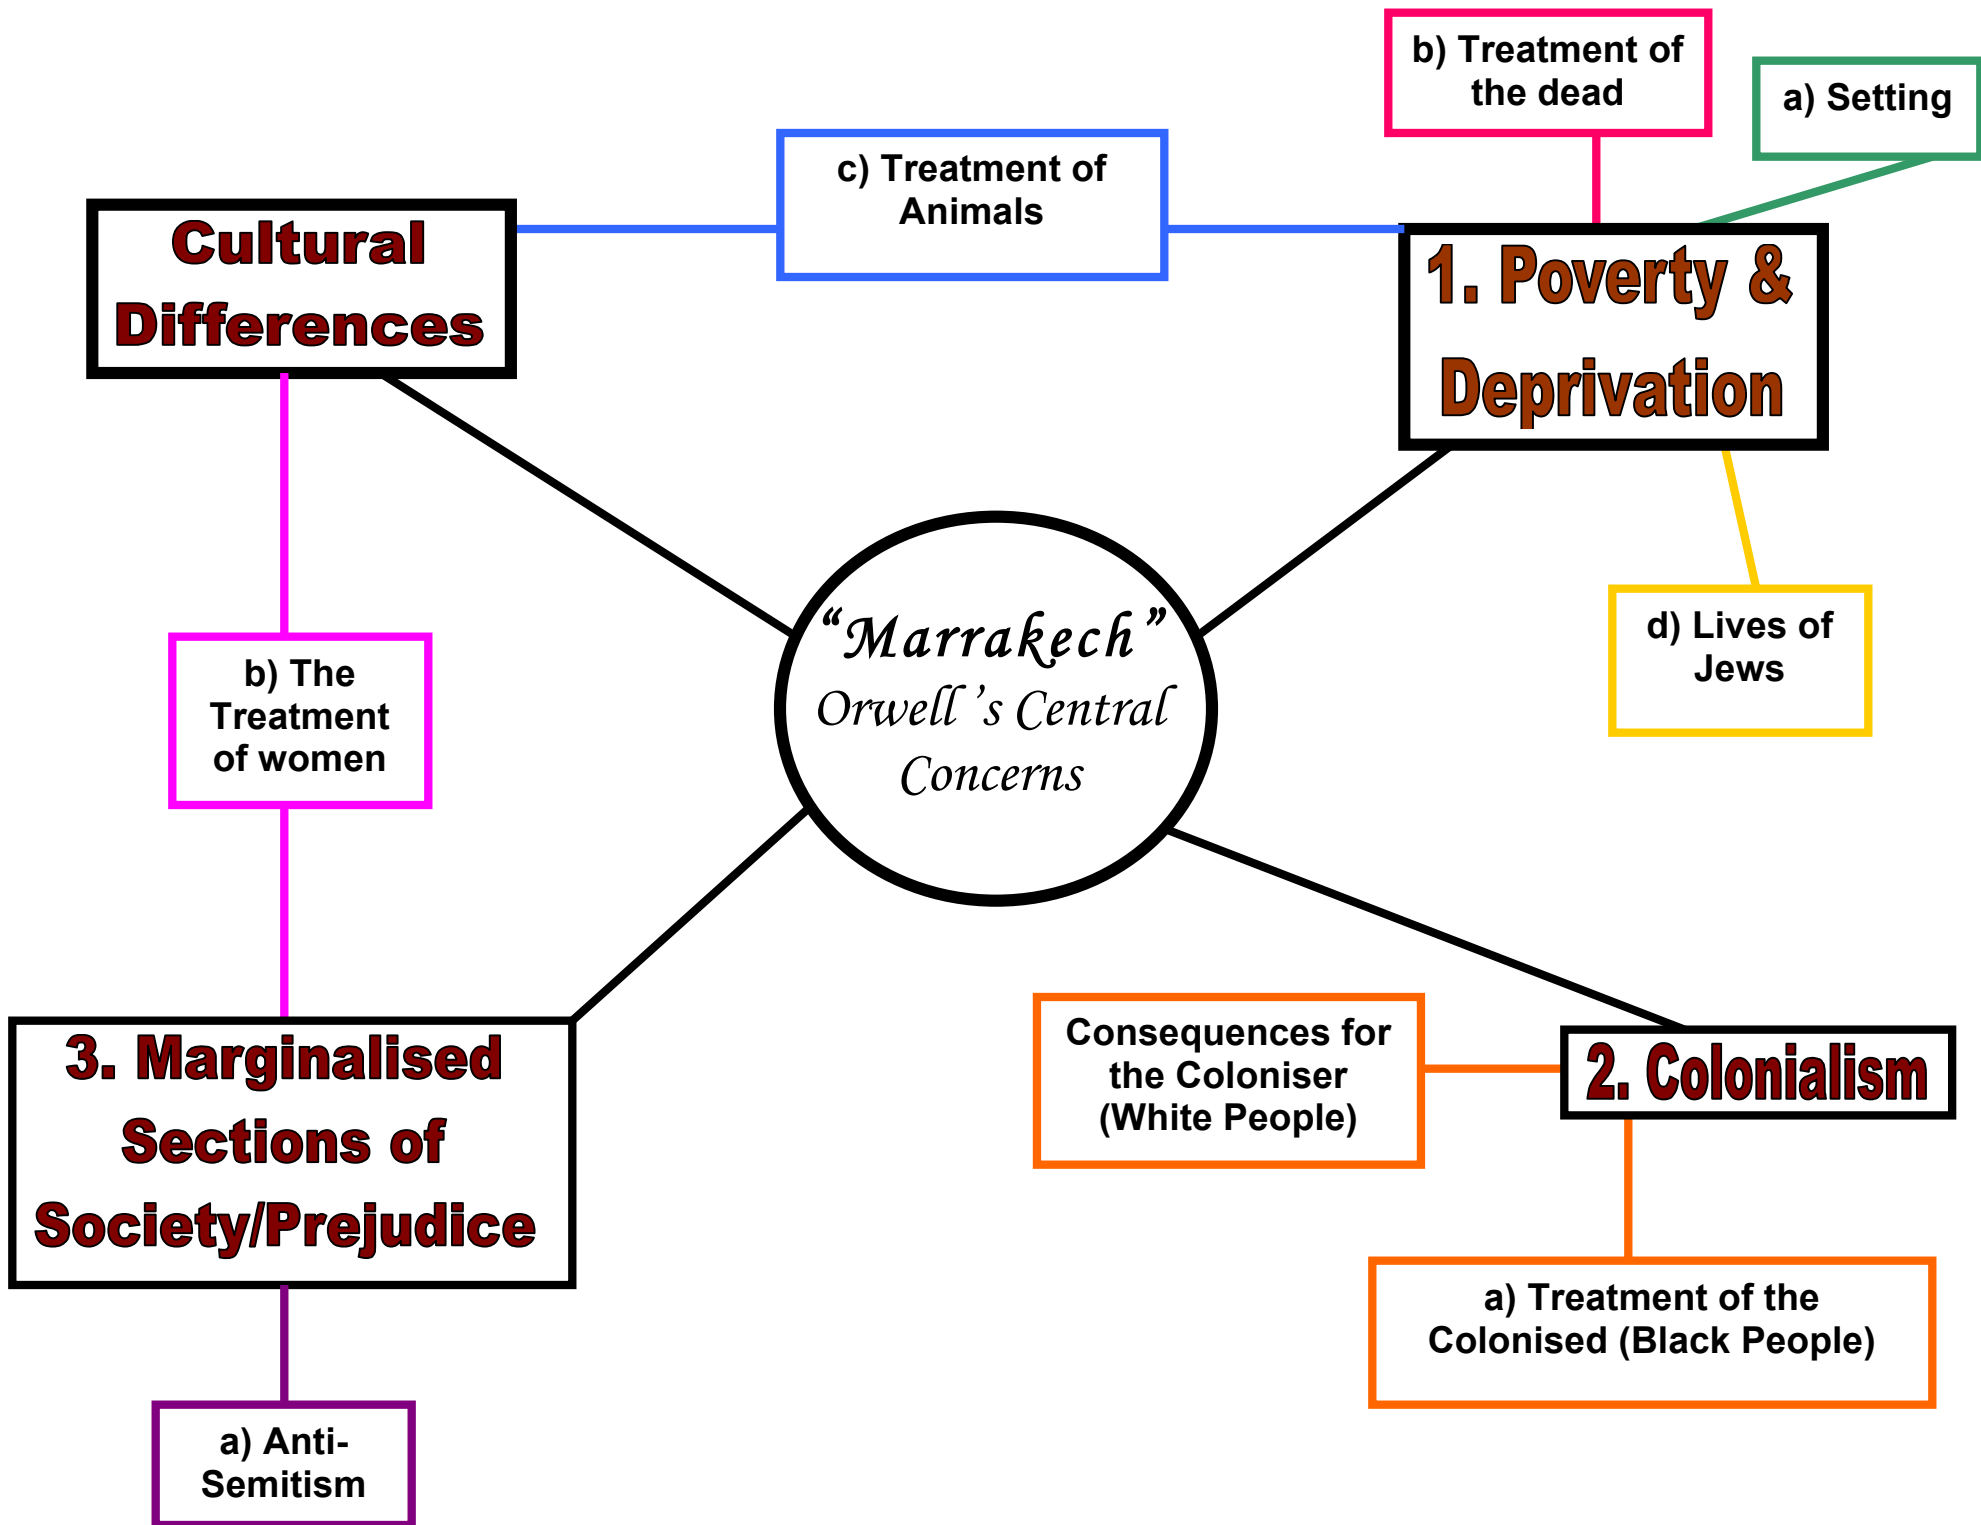 b) Treatment of
the dead
a) Setting
c) Treatment of
Animals
Cultural
Differences
1. Poverty &
Deprivation
“Marrakech”
Orwell ’s Central
Concerns
b) The
Treatment
of women
d) Lives of
Jews
3. Marginalised
Sections of
Society/Prejudice
Consequences for
the Coloniser
(White People)
2. Colonialism
a) Treatment of the
Colonised (Black People)
a) Anti-
Semitism